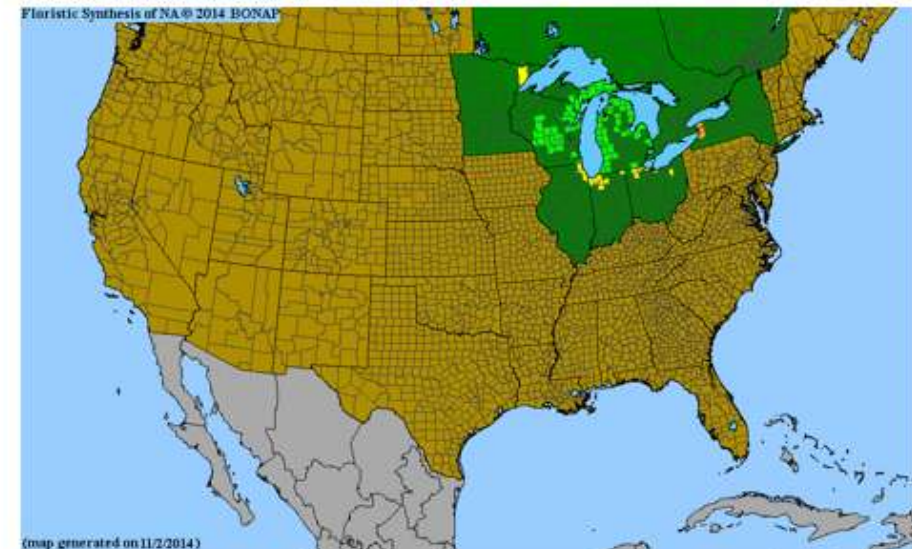 Floristic Synthesis of NA © 2014 BONAP
(map generated on 11/2/2014)